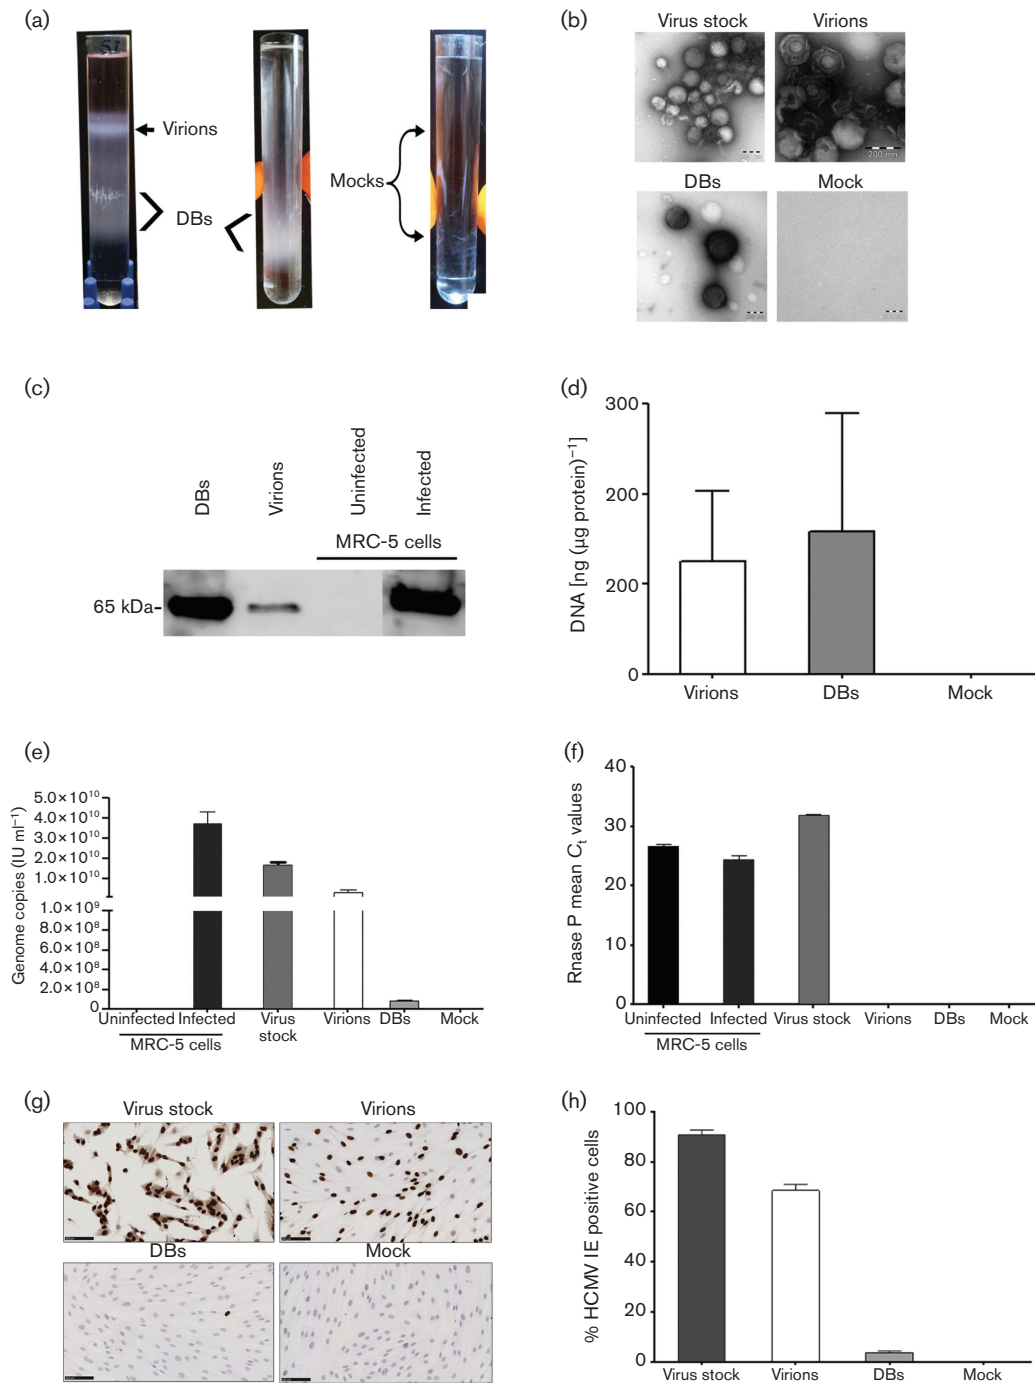 (a)
SI
Virions
DBs
Mocks
(b)
Virus stock
Virions
200 nm
DBs
Mock
(c)
DBs
Virions
Uninfected
Infected
MRC-5 cells
65 kDa
(d)
DNA [ng (µg protein)⁻¹]
300
200
200
0
Virions
DBs
Mock
(e)
Genome copies (IU ml⁻¹)
5.0×10¹⁰
4.0×10¹⁰
3.0×10¹⁰
2.0×10¹⁰
1.0×10¹⁰
1.0×10⁹
8.0×10⁸
6.0×10⁸
4.0×10⁸
2.0×10⁸
0
Uninfected Infected Virus stock Virions DBs Mock
MRC-5 cells
(f)
Rnase P mean Ct values
40
30
20
10
0
Uninfected Infected Virus stock Virions DBs Mock
MRC-5 cells
(g)
Virus stock
Virions
DBs
Mock
(h)
% HCMV IE positive cells
100
80
60
40
20
0
Virus stock Virions DBs Mock